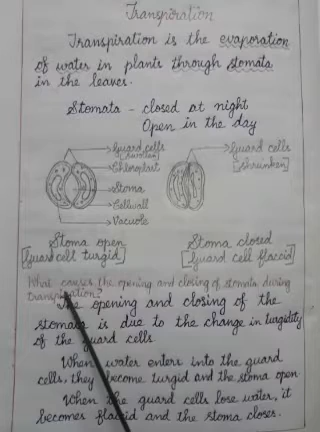 Transpiration
Transpiration is the evaporation
of water in plants through stomata
in the leaves.
Stomata - closed at night
Open in the day
Guard cells
(Swollen)
Chloroplast
Stoma
Cellwall
Vacuole
Guard cells
[Shrunken]
Stoma open
[Guard cell turgid]
Stoma closed
[Guard cell flaccid]
What causes the opening and closing of stomata during
transpiration?
The opening and closing of the
stomata is due to the change in turgidity
of the guard cells
When water enters into the guard
cells, they become turgid and the stoma open
When the guard cells lose water, it
becomes flaccid and the stoma closes.